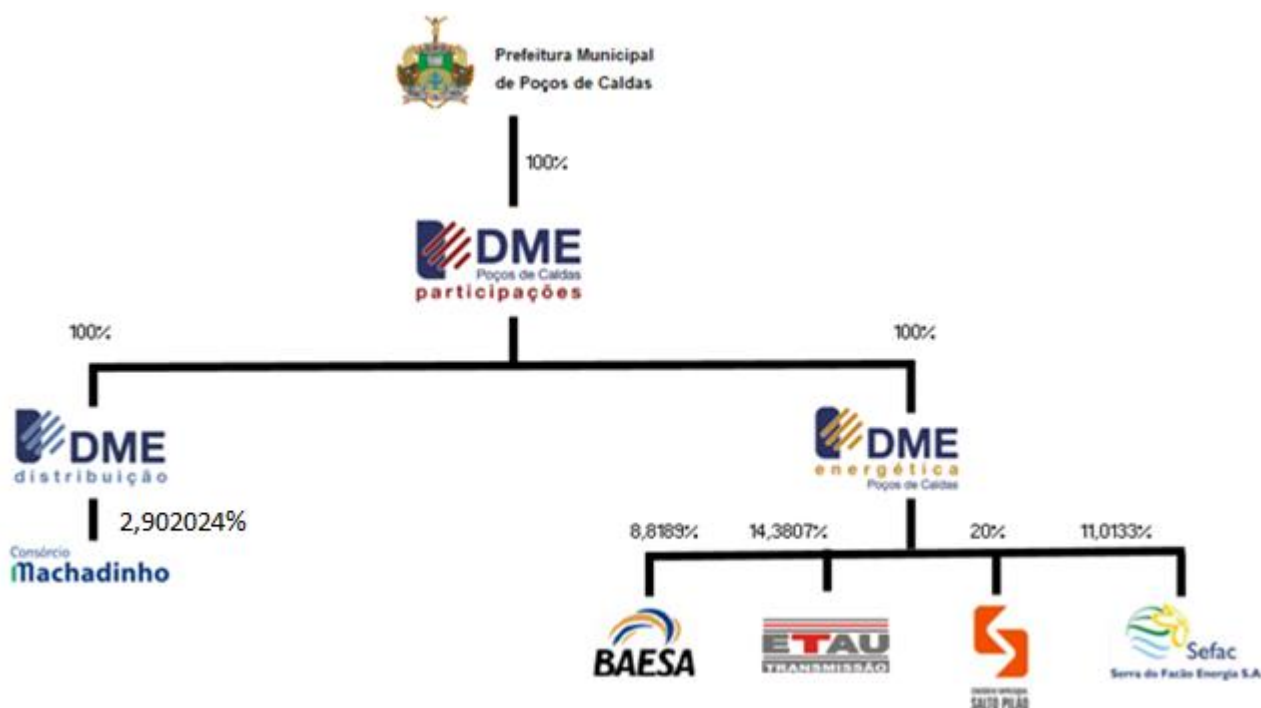 Prefeitura Municipal
de Poços de Caldas
100%
DME
Poços de Caldas
participações
100%
100%
DME
distribuição
DME
energética
Poços de Caldas
2,902024%
8,8189%
14,3807%
20%
11,0133%
Consórcio
Machadinho
BAESA
ETAU
TRANSMISSÃO
SALTO PILÃO
Sefac
Serra do Facão Energia S.A